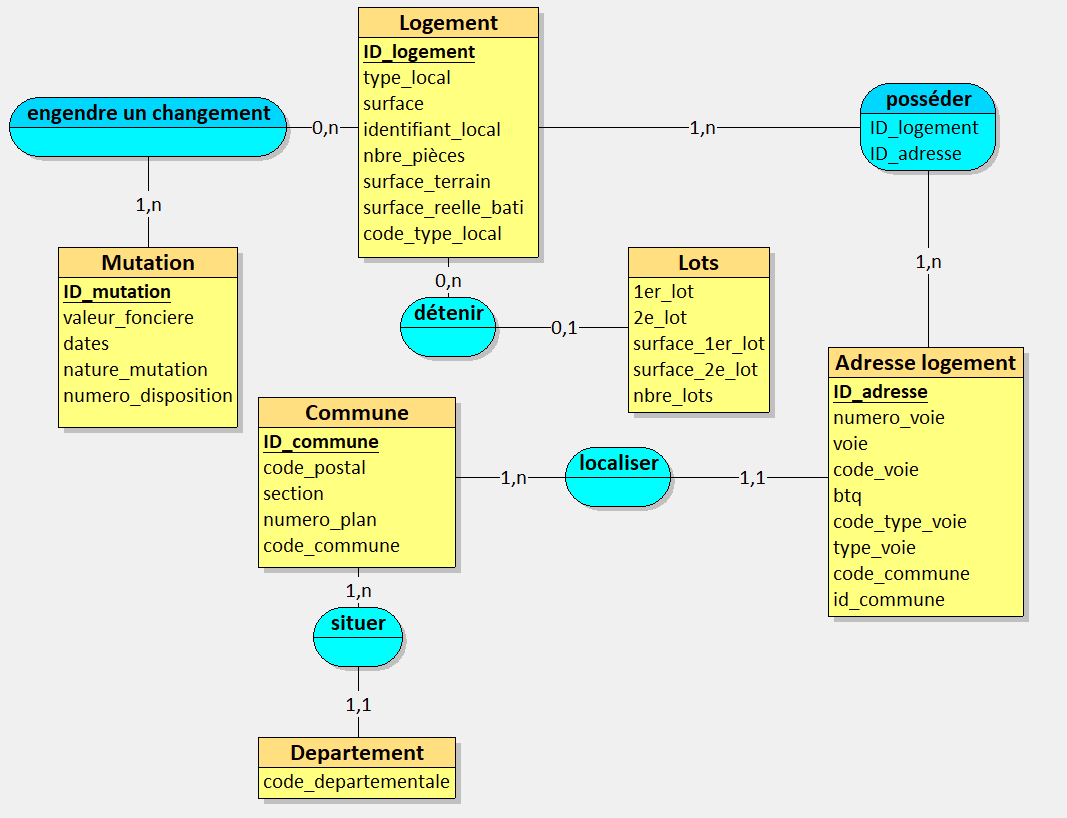 Logement
ID_logement
type_local
surface
identifiant_local
nbre_pièces
surface_terrain
surface_reelle_bati
code_type_local
engendre un changement
0,n
1,n
posséder
ID_logement
ID_adresse
1,n
Mutation
ID_mutation
valeur_fonciere
dates
nature_mutation
numero_disposition
0,n
détenir
0,1
Lots
1er_lot
2e_lot
surface_1er_lot
surface_2e_lot
nbre_lots
1,n
Adresse logement
ID_adresse
numero_voie
voie
code_voie
btq
code_type_voie
type_voie
code_commune
id_commune
Commune
ID_commune
code_postal
section
numero_plan
code_commune
1,n
localiser
1,1
1,n
situer
1,1
Departement
code_departementale